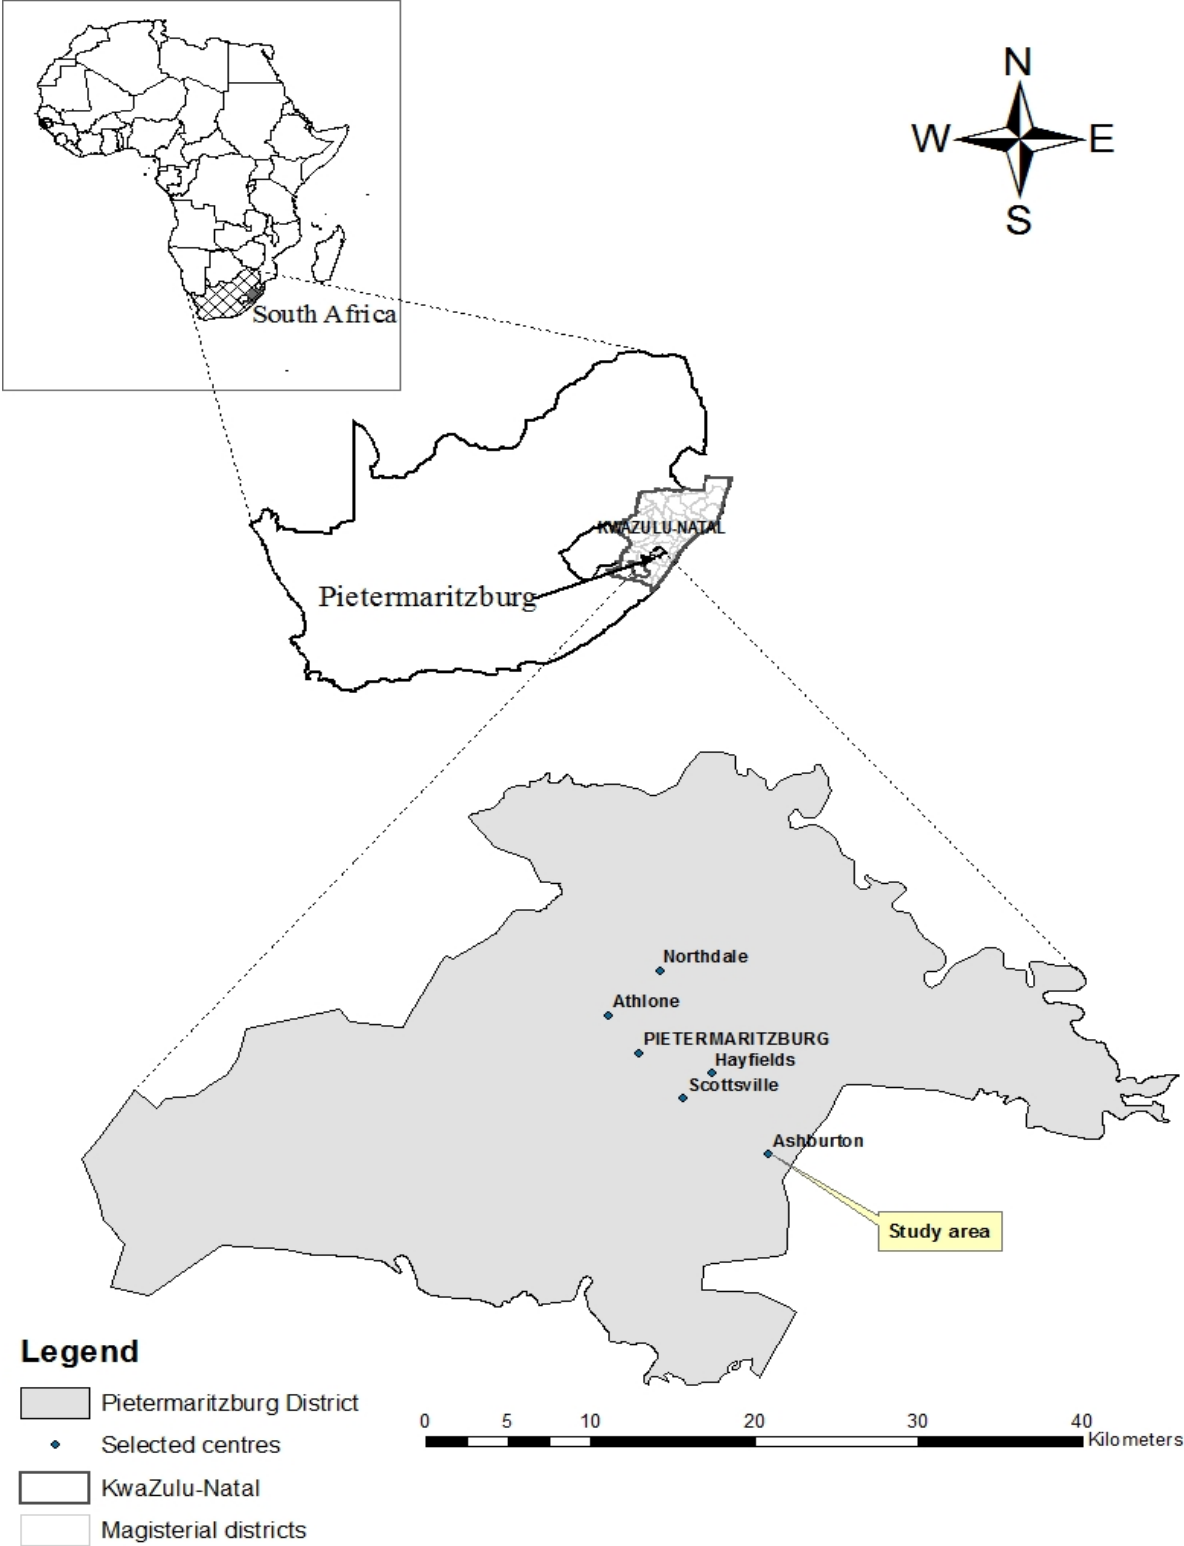 N
W E
S
South Africa
KWAZULU-NATAL
Pietermaritzburg
Northdale
Athlone
PIETERMARITZBURG
Hayfields
Scottsville
Ashburton
Study area
Legend
Pietermaritzburg District
Selected centres
KwaZulu-Natal
Magisterial districts
0 5 10 20 30 40
Kilometers